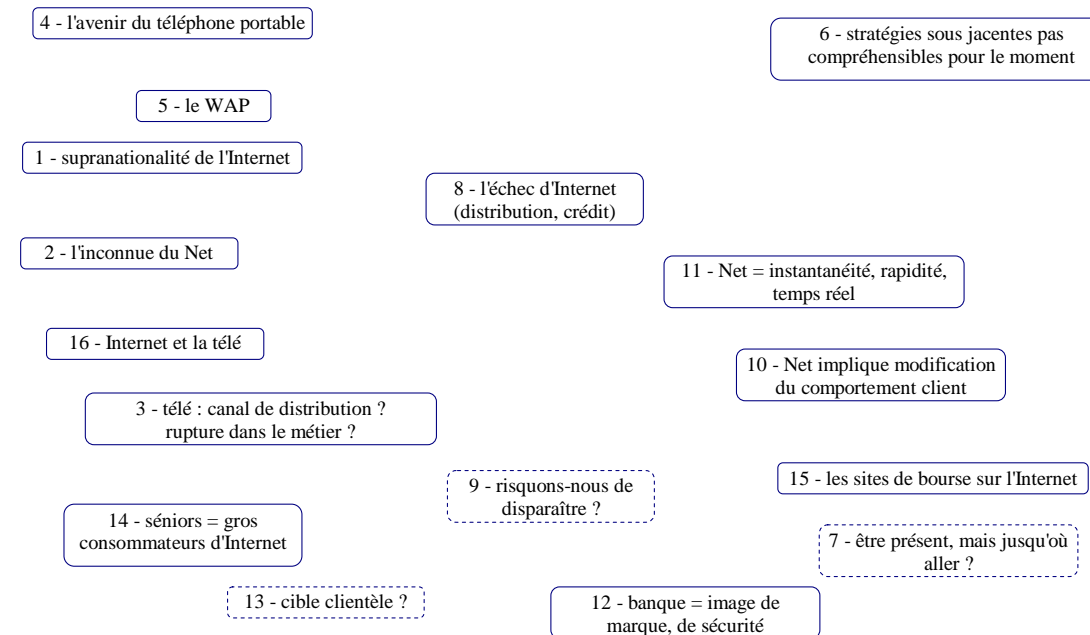 4 - l'avenir du téléphone portable
6 - stratégies sous jacentes pas
compréhensibles pour le moment
5 - le WAP
1 - supranationalité de l'Internet
8 - l'échec d'Internet
(distribution, crédit)
2 - l'inconnue du Net
11 - Net = instantanéité, rapidité,
temps réel
16 - Internet et la télé
10 - Net implique modification
du comportement client
3 - télé : canal de distribution ?
rupture dans le métier ?
15 - les sites de bourse sur l'Internet
9 - risquons-nous de
disparaître ?
14 - séniors = gros
consommateurs d'Internet
7 - être présent, mais jusqu'où
aller ?
13 - cible clientèle ?
12 - banque = image de
marque, de sécurité